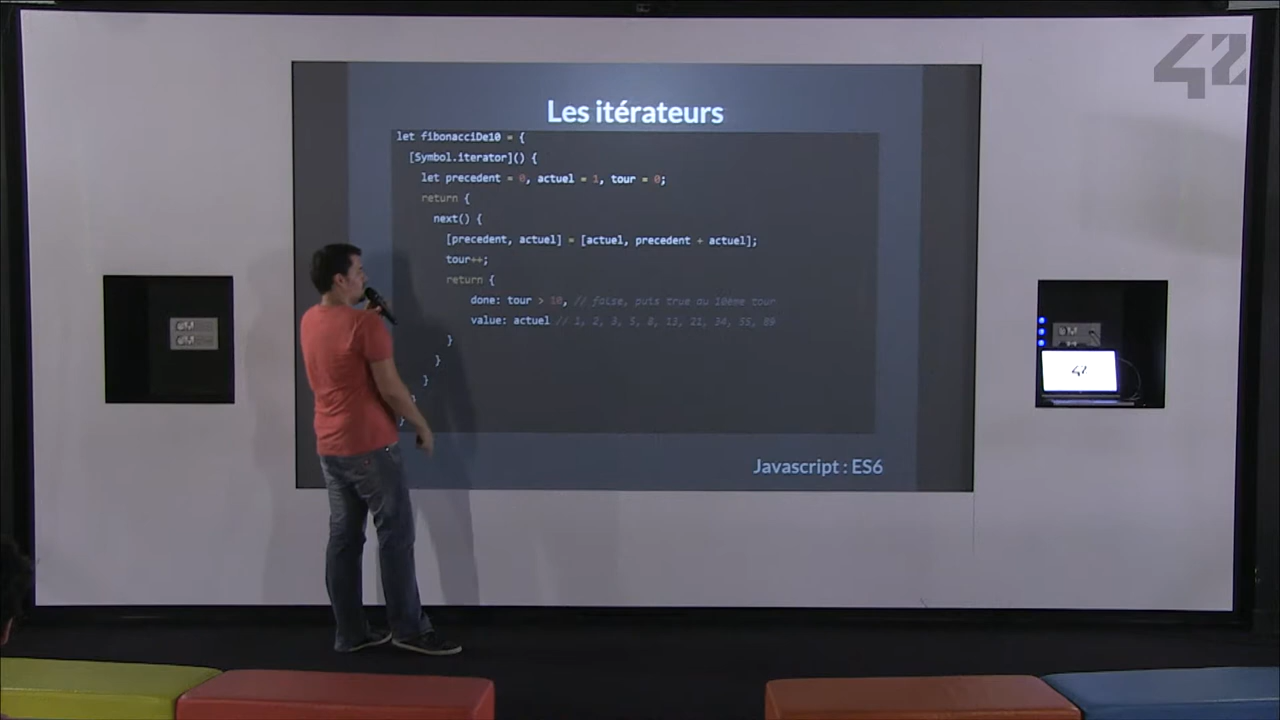 42
Les itérateurs
let fibonacciDe10 = {
[Symbol.iterator]() {
let precedent = 0, actuel = 1, tour = 0;
return {
next() {
[precedent, actuel] = [actuel, precedent + actuel];
tour++;
return {
done: tour > 10, // false, puis true au 10ème tour
value: actuel // 1, 2, 3, 5, 8, 13, 21, 34, 55, 89
}
}
}
}
Javascript : ES6
42